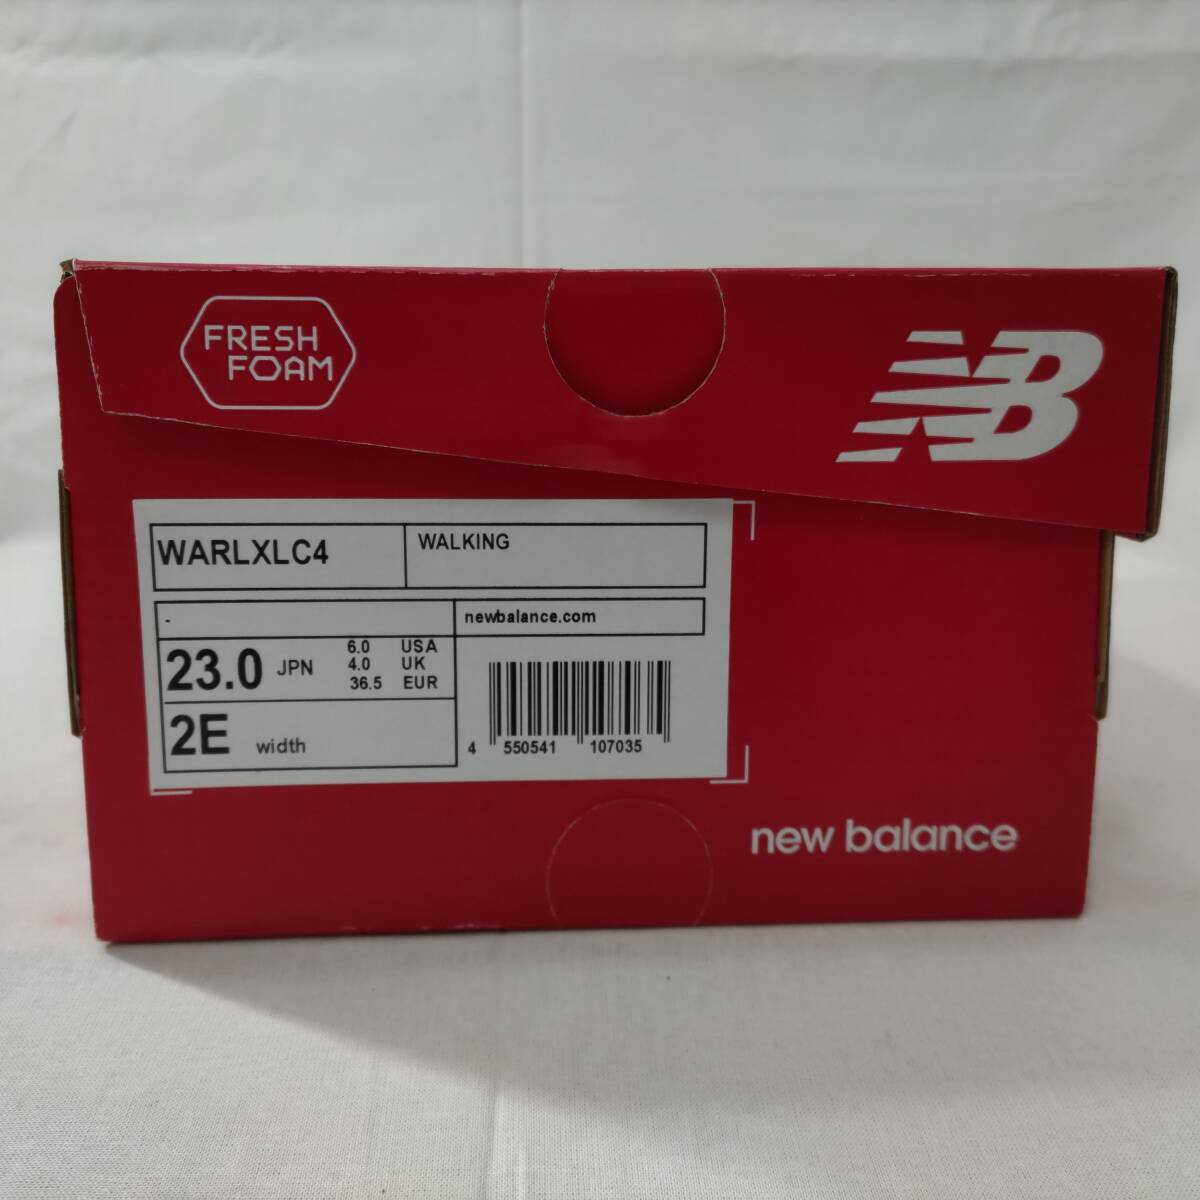 FRESH
FOAM
NB
WARLXLC4
WALKING
-
newbalance.com
23.0 JPN
6.0 USA
4.0 UK
36.5 EUR
2E width
4 550541 107035
new balance